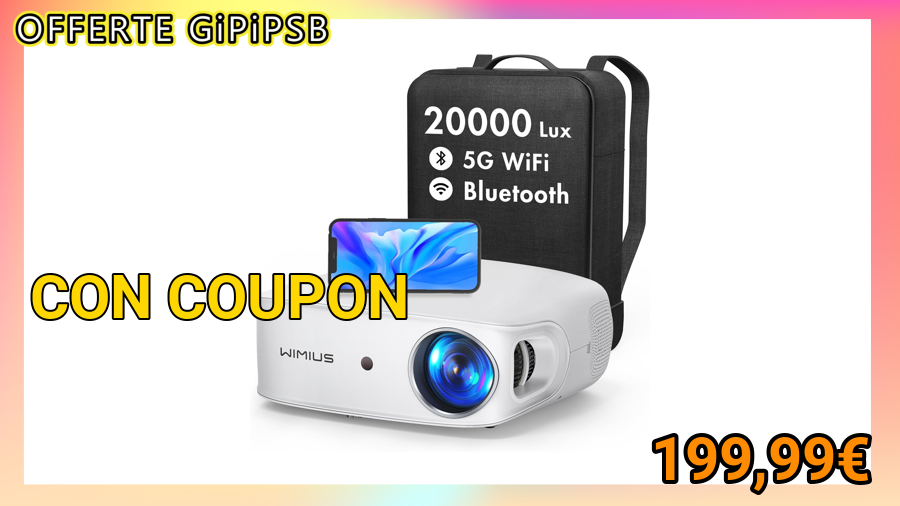 OFFERTE GiPiPSB
20000 Lux
5G WiFi
Bluetooth
CON COUPON
WIMIUS
199,99€